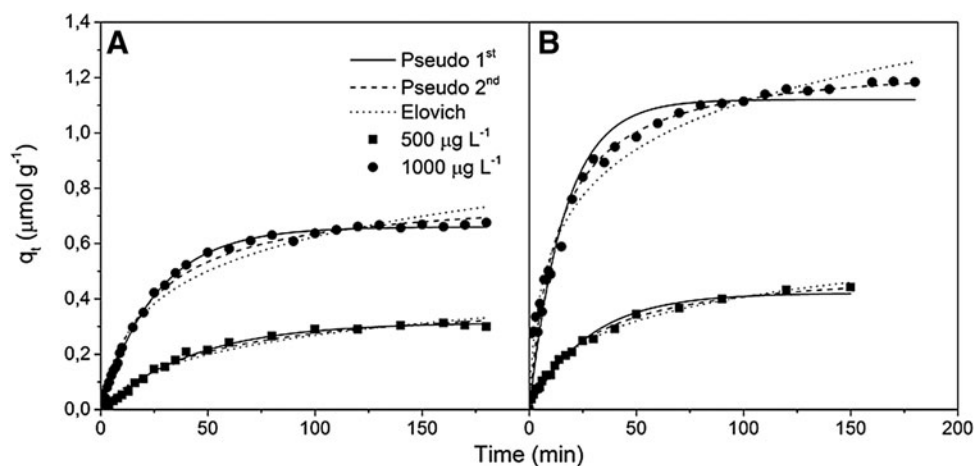 A
B
Pseudo 1st
Pseudo 2nd
Elovich
500 µg L-1
1000 µg L-1
qt (µmol g-1)
1,4
1,2
1,0
0,8
0,6
0,4
0,2
0,0
0 50 100 150 0 50 100 150 200
Time (min)